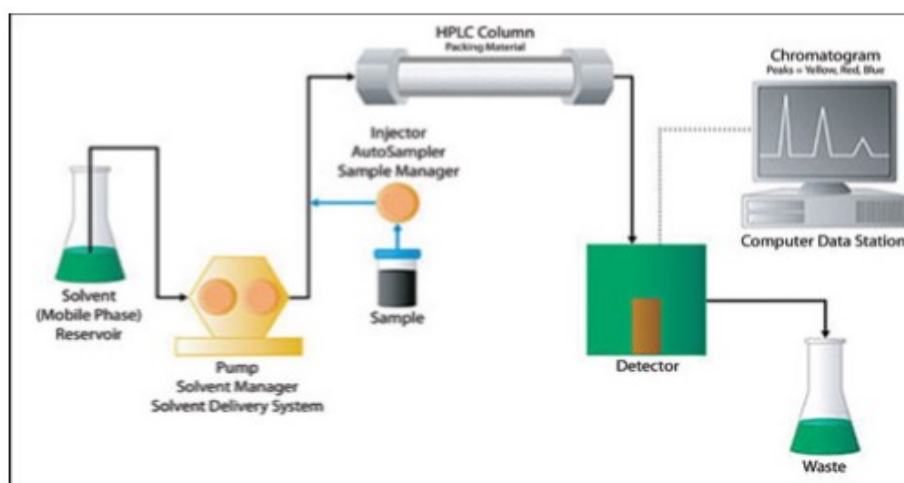 HPLC Column
Packing Material
Chromatogram
Peaks = Yellow, Red, Blue
Injector
AutoSampler
Sample Manager
Solvent
(Mobile Phase)
Reservoir
Sample
Computer Data Station
Pump
Solvent Manager
Solvent Delivery System
Detector
Waste